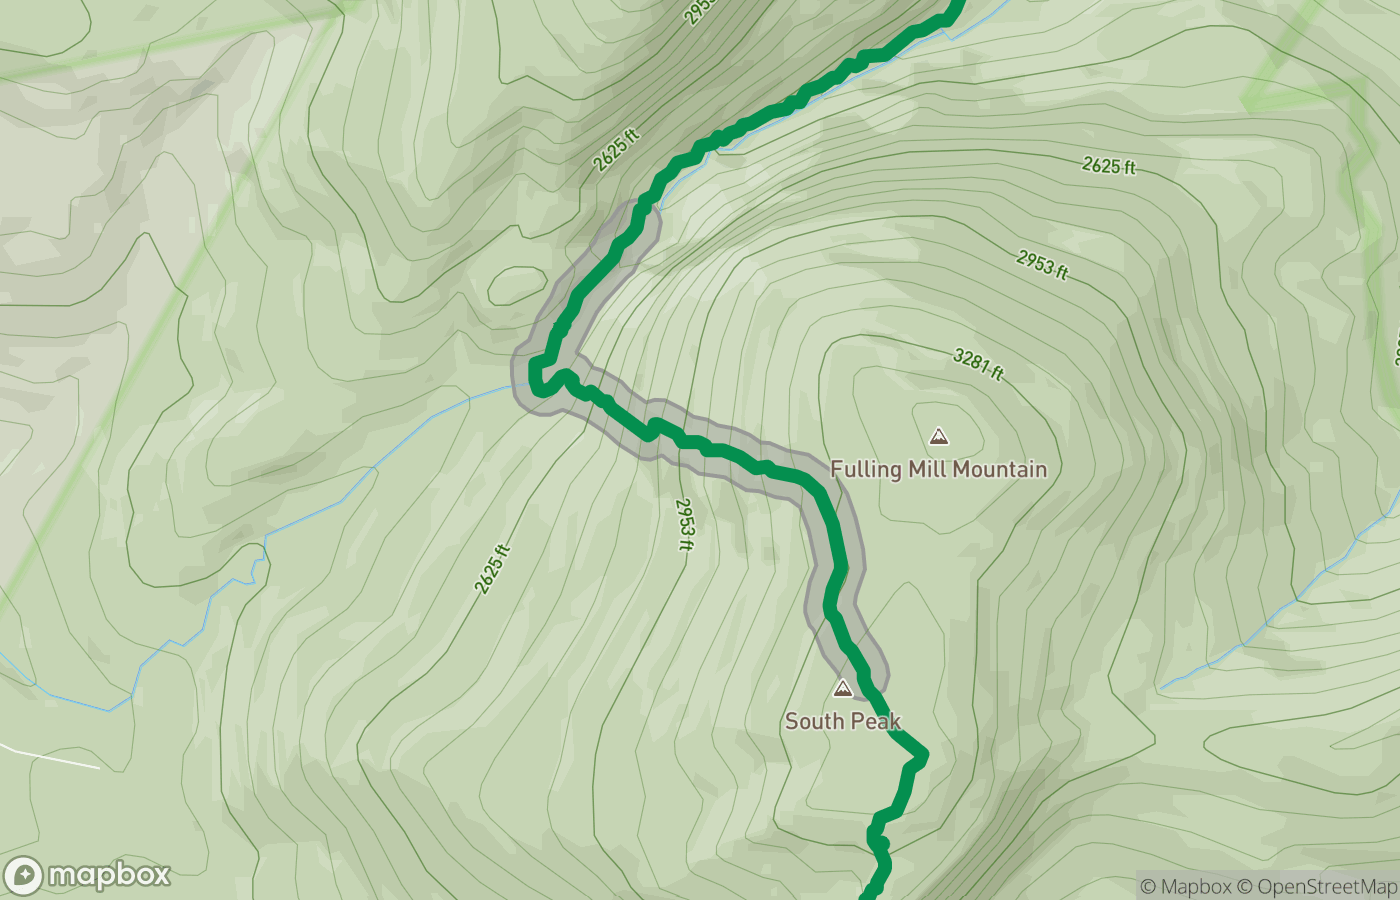 2953
2625 ft
2625 ft
2953 ft
3281 ft
Fulling Mill Mountain
2953 ft
2625 ft
South Peak
mapbox
© Mapbox © OpenStreetMap